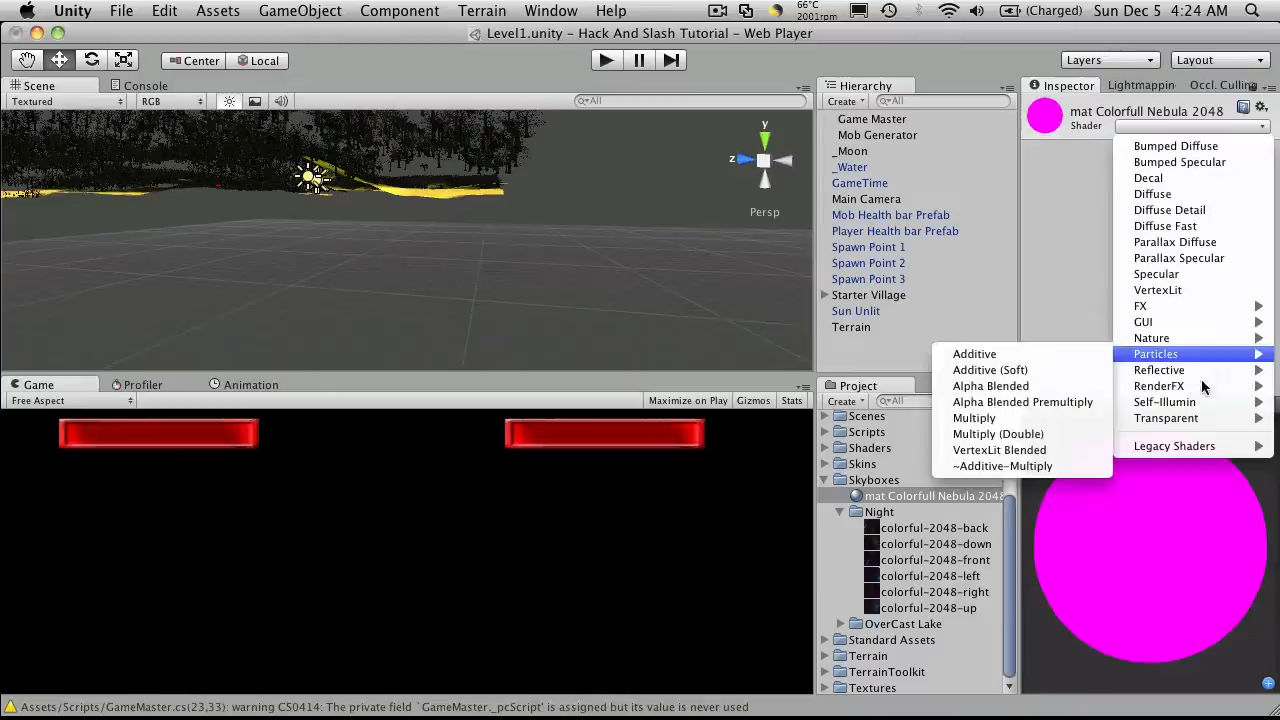 Unity File Edit Assets GameObject Component Terrain Window Help 66°C 2001rpm (Charged) Sun Dec 5 4:24 AM
Level1.unity - Hack And Slash Tutorial - Web Player
Center Local Layers Layout
Scene Console
Textured RGB All
y
z
Persp
Game Profiler Animation
Free Aspect Maximize on Play Gizmos Stats
Hierarchy
Create All
Game Master
Mob Generator
_Moon
_Water
GameTime
Main Camera
Mob Health bar Prefab
Player Health bar Prefab
Spawn Point 1
Spawn Point 2
Spawn Point 3
Starter Village
Sun Unlit
Terrain
Project
Create All
Scenes
Scripts
Shaders
Skins
Skyboxes
mat Colorfull Nebula 2048
Night
colorful-2048-back
colorful-2048-down
colorful-2048-front
colorful-2048-left
colorful-2048-right
colorful-2048-up
OverCast Lake
Standard Assets
Terrain
TerrainToolkit
Textures
Inspector Lightmappin Occl. Culling
mat Colorfull Nebula 2048
Shader
Bumped Diffuse
Bumped Specular
Decal
Diffuse
Diffuse Detail
Diffuse Fast
Parallax Diffuse
Parallax Specular
Specular
VertexLit
FX
GUI
Nature
Particles
Reflective
RenderFX
Self-Illumin
Transparent
Legacy Shaders
Additive
Additive (Soft)
Alpha Blended
Alpha Blended Premultiply
Multiply
Multiply (Double)
VertexLit Blended
~Additive-Multiply
Assets/Scripts/GameMaster.cs(23,33): warning CS0414: The private field `GameMaster._pcScript' is assigned but its value is never used